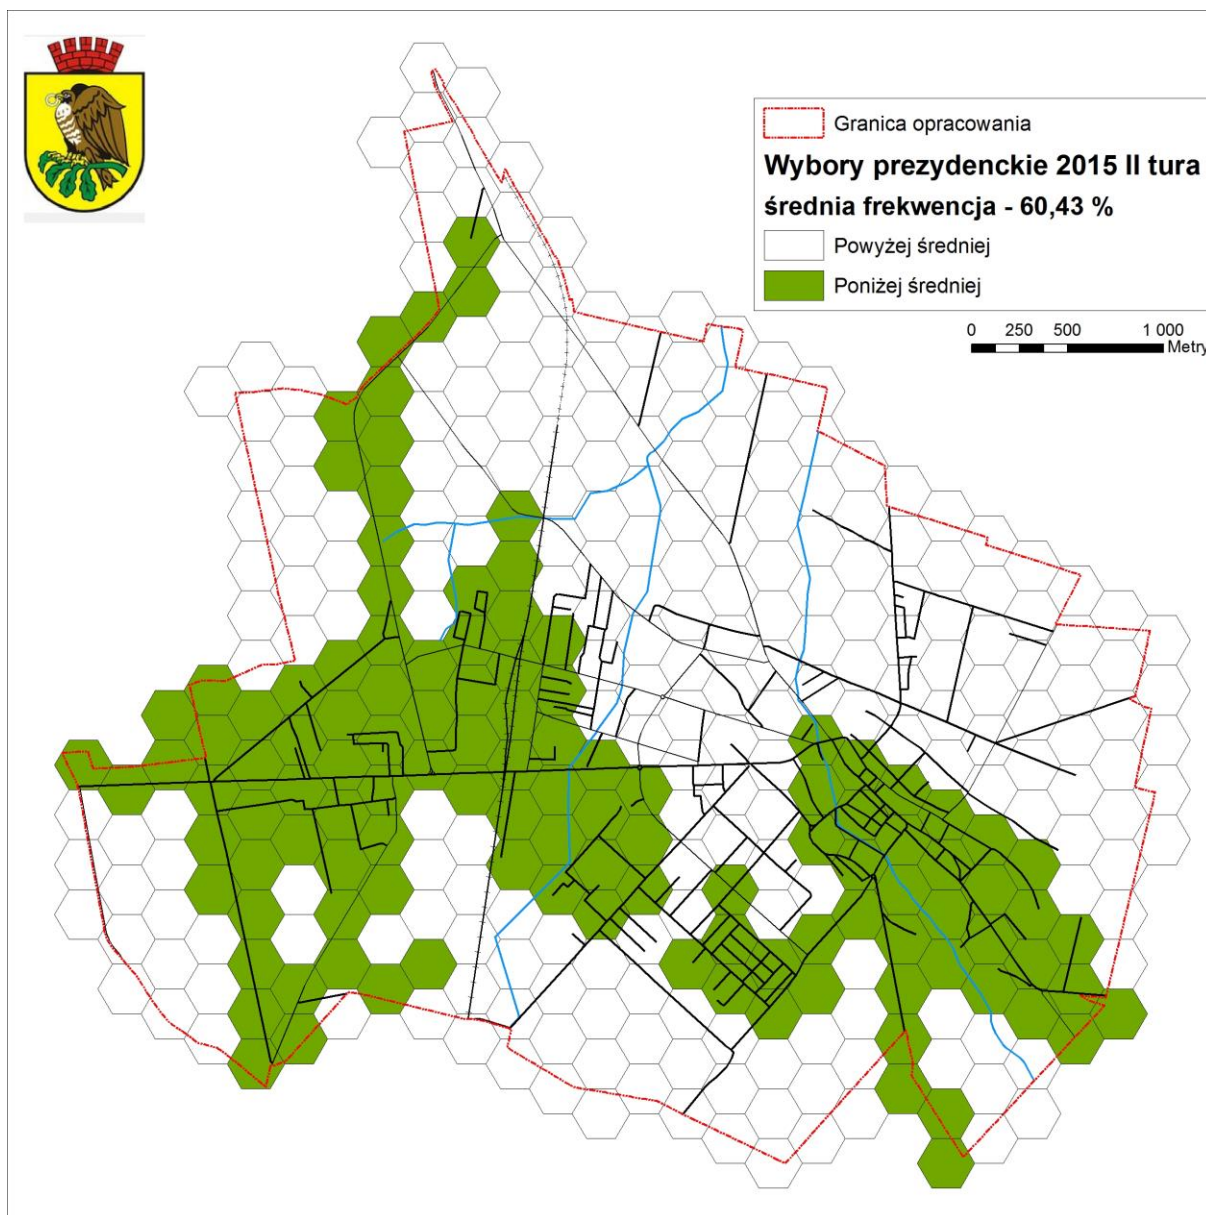 Granica opracowania
Wybory prezydenckie 2015 II tura
średnia frekwencja - 60,43 %
Powyżej średniej
Poniżej średniej
0 250 500 1 000
Metry